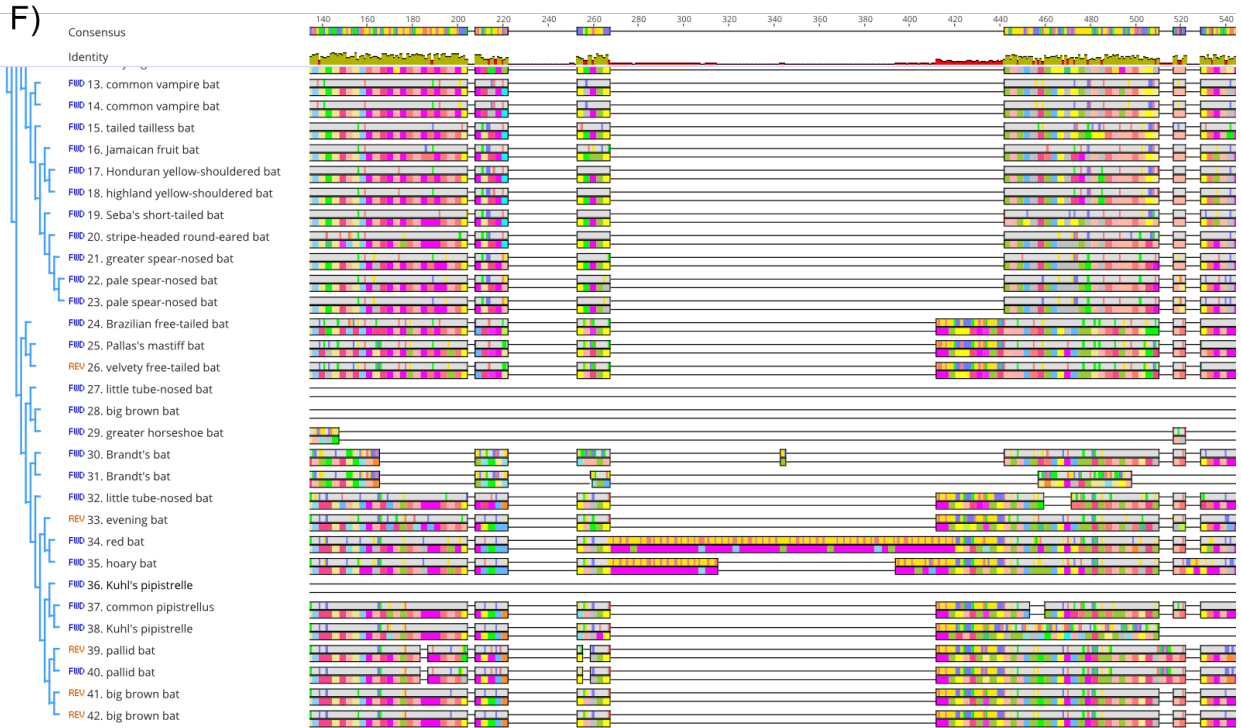 F)
140 160 180 200 220 240 260 280 300 320 340 360 380 400 420 440 460 480 500 520 540
Consensus
Identity
FWD 13. common vampire bat
FWD 14. common vampire bat
FWD 15. tailed tailless bat
FWD 16. Jamaican fruit bat
FWD 17. Honduran yellow-shouldered bat
FWD 18. highland yellow-shouldered bat
FWD 19. Seba's short-tailed bat
FWD 20. stripe-headed round-eared bat
FWD 21. greater spear-nosed bat
FWD 22. pale spear-nosed bat
FWD 23. pale spear-nosed bat
FWD 24. Brazilian free-tailed bat
FWD 25. Pallas's mastiff bat
REV 26. velvety free-tailed bat
FWD 27. little tube-nosed bat
FWD 28. big brown bat
FWD 29. greater horseshoe bat
FWD 30. Brandt's bat
FWD 31. Brandt's bat
FWD 32. little tube-nosed bat
REV 33. evening bat
FWD 34. red bat
FWD 35. hoary bat
FWD 36. Kuhl's pipistrelle
FWD 37. common pipistrellus
FWD 38. Kuhl's pipistrelle
REV 39. pallid bat
FWD 40. pallid bat
REV 41. big brown bat
REV 42. big brown bat